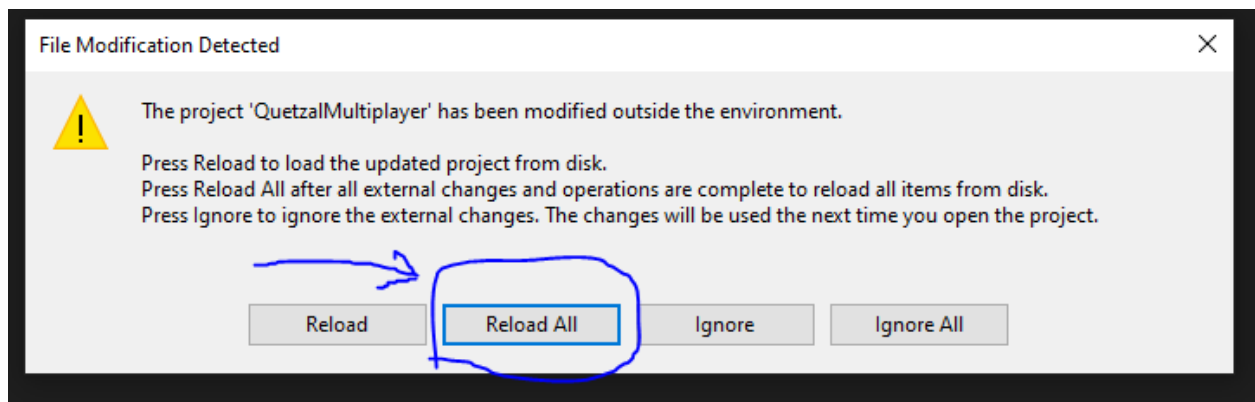 File Modification Detected
The project 'QuetzalMultiplayer' has been modified outside the environment.
Press Reload to load the updated project from disk.
Press Reload All after all external changes and operations are complete to reload all items from disk.
Press Ignore to ignore the external changes. The changes will be used the next time you open the project.
Reload
Reload All
Ignore
Ignore All